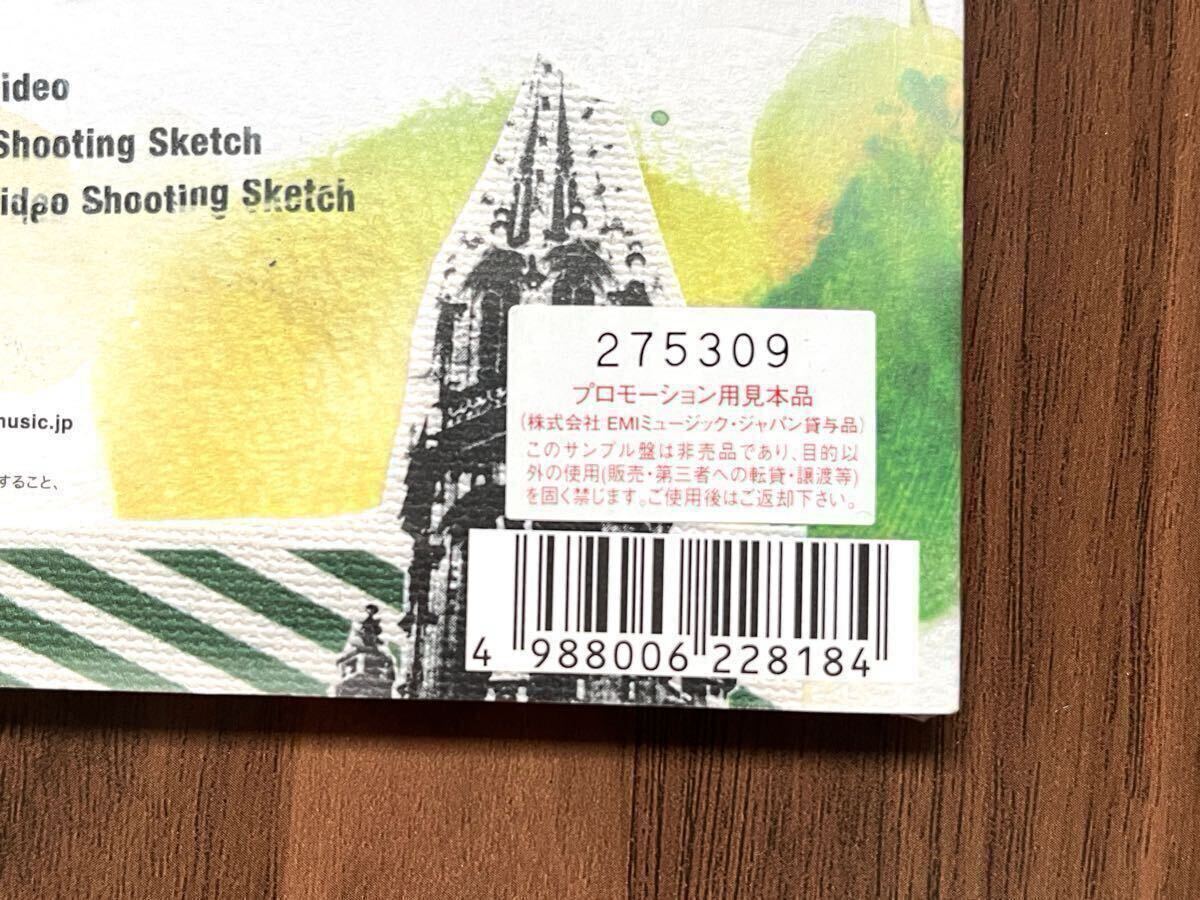 ideo
Shooting Sketch
ideo Shooting Sketch
275309
プロモーション用見本品
(株式会社 EMIミュージック・ジャパン貸与品)
このサンプル盤は非売品であり、目的以
外の使用(販売・第三者への転貸・譲渡等)
を固く禁じます。ご使用後はご返却下さい。
music.jp
すること、
4 988006 228184